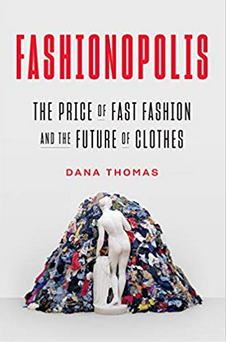 FASHIONOPOLIS
THE PRICE OF FAST FASHION
AND THE FUTURE OF CLOTHES
DANA THOMAS